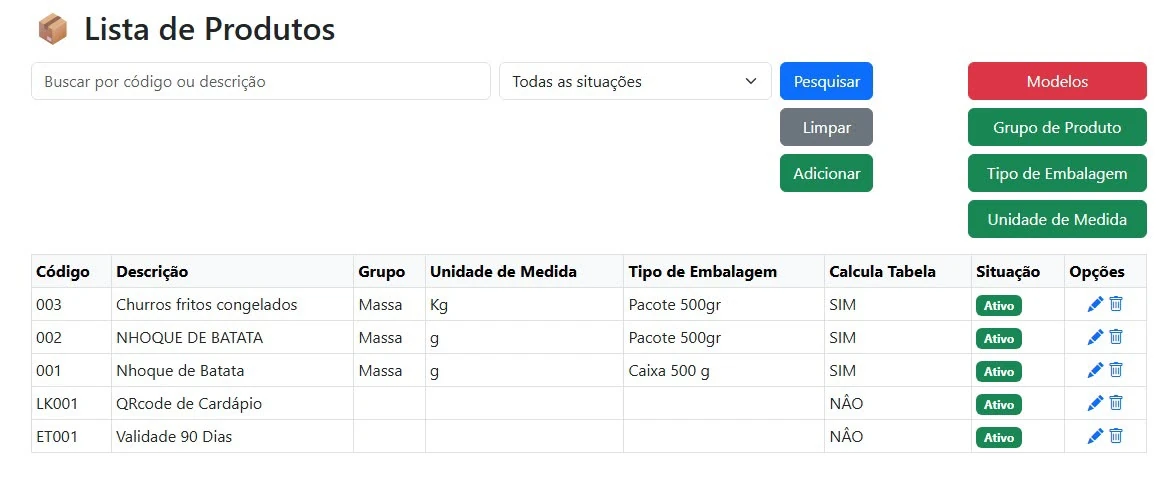 Lista de Produtos
Buscar por código ou descrição Todas as situações Pesquisar Modelos
Limpar Grupo de Produto
Adicionar Tipo de Embalagem
Unidade de Medida
Código Descrição Grupo Unidade de Medida Tipo de Embalagem Calcula Tabela Situação Opções
003 Churros fritos congelados Massa Kg Pacote 500gr SIM Ativo
002 NHOQUE DE BATATA Massa g Pacote 500gr SIM Ativo
001 Nhoque de Batata Massa g Caixa 500 g SIM Ativo
LK001 QRcode de Cardápio NÂO Ativo
ET001 Validade 90 Dias NÂO Ativo